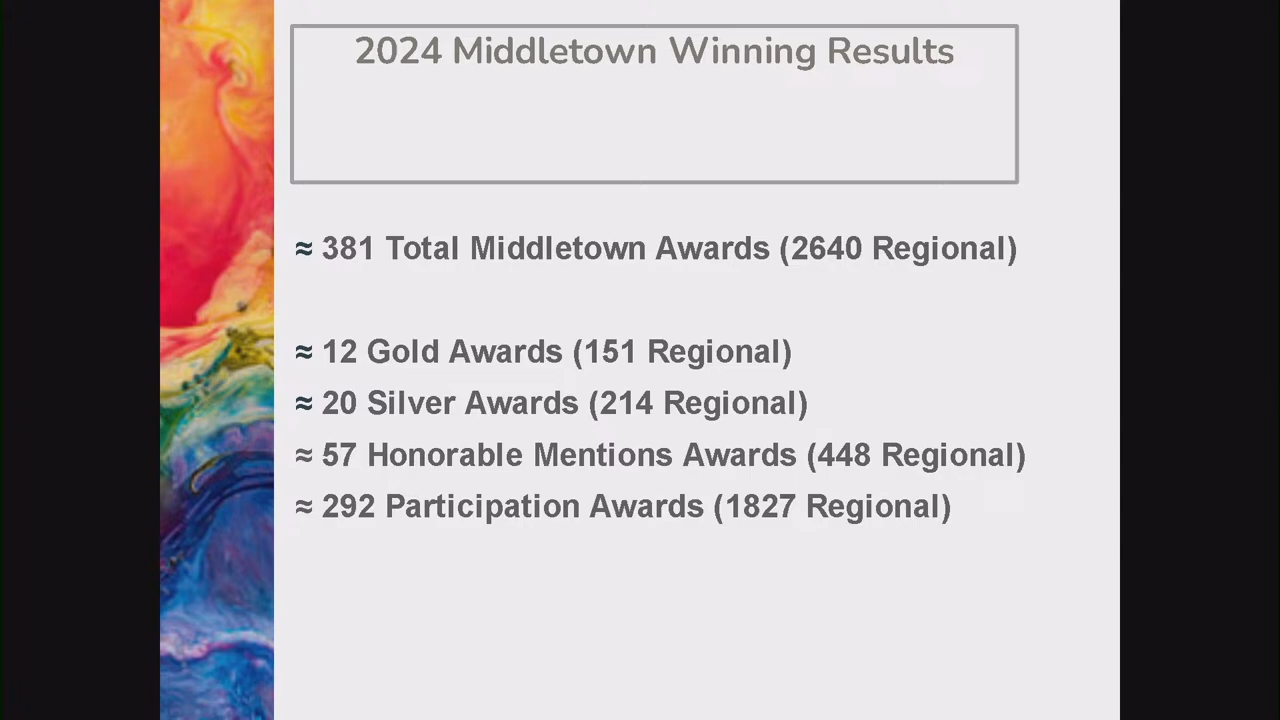 2024 Middletown Winning Results
≈ 381 Total Middletown Awards (2640 Regional)
≈ 12 Gold Awards (151 Regional)
≈ 20 Silver Awards (214 Regional)
≈ 57 Honorable Mentions Awards (448 Regional)
≈ 292 Participation Awards (1827 Regional)